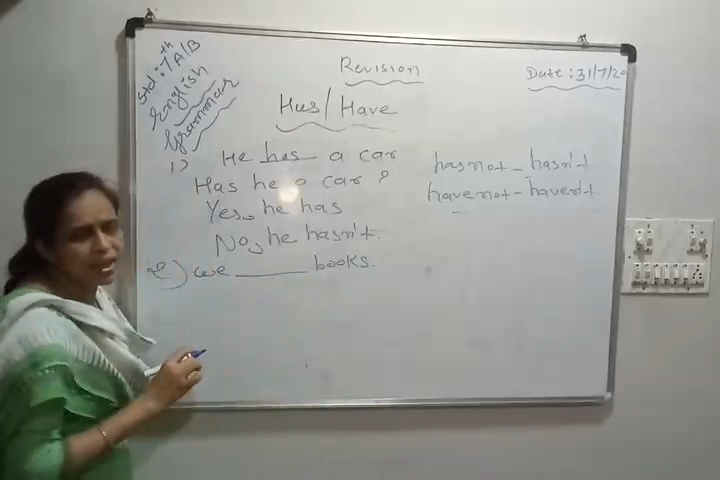 Std : 7th A/B
English
Grammar
Revision
Date : 31/7/20
Has/Have
1) He has a car
Has he a car ?
Yes, he has
No, he hasn't.
2) we ______ books.
has not - hasn't
have not - haven't